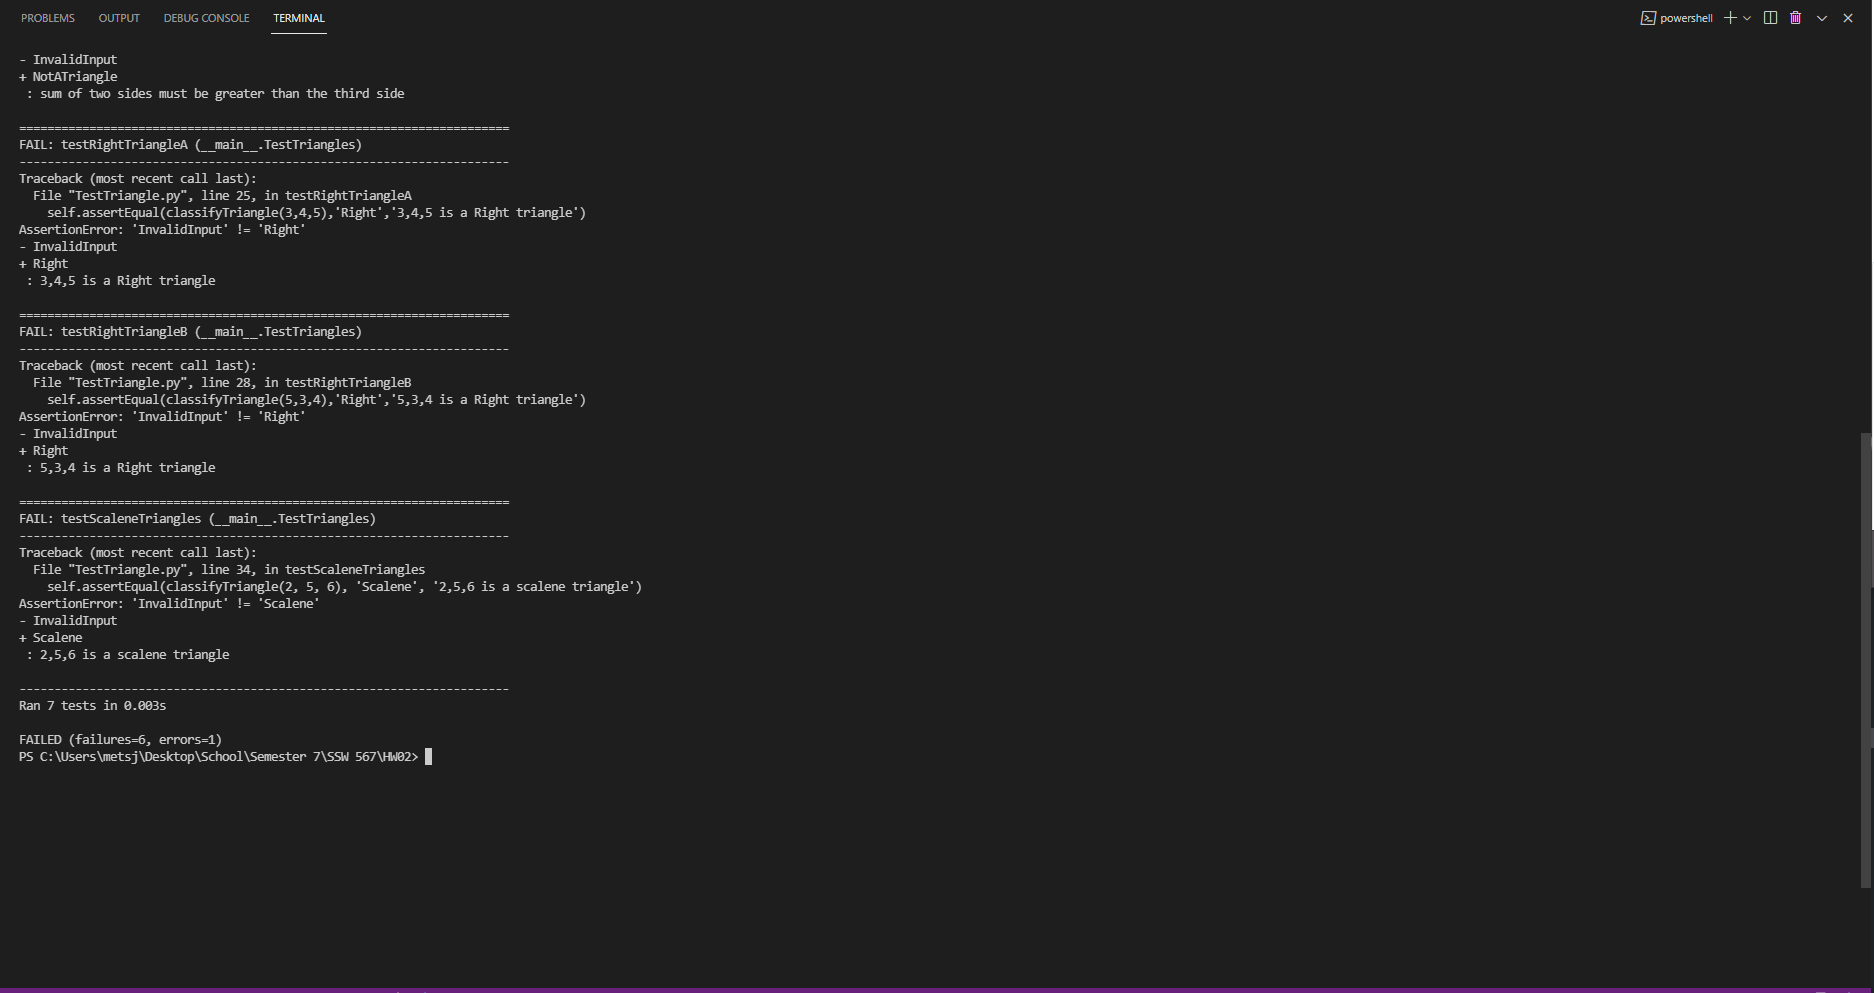 PROBLEMS OUTPUT DEBUG CONSOLE TERMINAL powershell
- InvalidInput
+ NotATriangle
 : sum of two sides must be greater than the third side
======================================================================
FAIL: testRightTriangleA (__main__.TestTriangles)
----------------------------------------------------------------------
Traceback (most recent call last):
  File "TestTriangle.py", line 25, in testRightTriangleA
    self.assertEqual(classifyTriangle(3,4,5),'Right','3,4,5 is a Right triangle')
AssertionError: 'InvalidInput' != 'Right'
- InvalidInput
+ Right
 : 3,4,5 is a Right triangle
======================================================================
FAIL: testRightTriangleB (__main__.TestTriangles)
----------------------------------------------------------------------
Traceback (most recent call last):
  File "TestTriangle.py", line 28, in testRightTriangleB
    self.assertEqual(classifyTriangle(5,3,4),'Right','5,3,4 is a Right triangle')
AssertionError: 'InvalidInput' != 'Right'
- InvalidInput
+ Right
 : 5,3,4 is a Right triangle
======================================================================
FAIL: testScaleneTriangles (__main__.TestTriangles)
----------------------------------------------------------------------
Traceback (most recent call last):
  File "TestTriangle.py", line 34, in testScaleneTriangles
    self.assertEqual(classifyTriangle(2, 5, 6), 'Scalene', '2,5,6 is a scalene triangle')
AssertionError: 'InvalidInput' != 'Scalene'
- InvalidInput
+ Scalene
 : 2,5,6 is a scalene triangle
----------------------------------------------------------------------
Ran 7 tests in 0.003s
FAILED (failures=6, errors=1)
PS C:\Users\metsj\Desktop\School\Semester 7\SSW 567\HW02>